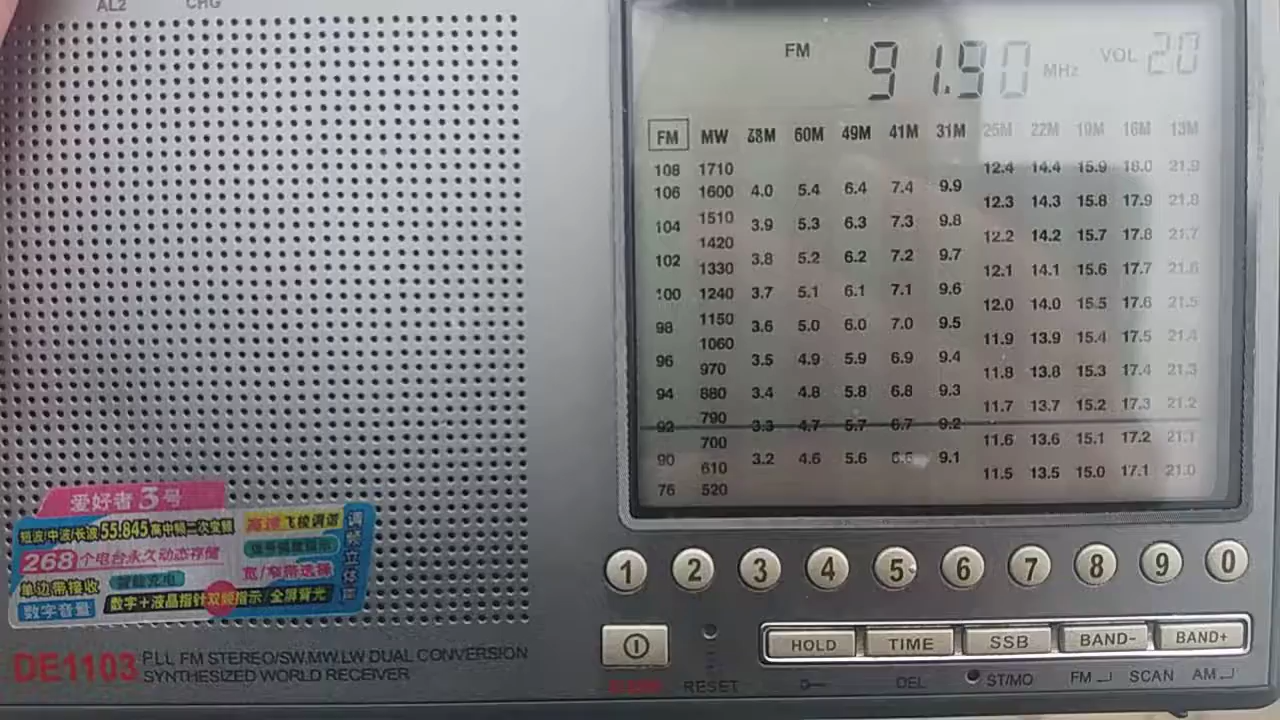 AL2 CHG
FM 91.90 MHz VOL 20
FM MW 60M 49M 41M 31M 25M 22M 19M 16M 13M
108 1710 12.4 14.4 15.9 18.0 21.9
106 1600 4.0 5.4 6.4 7.4 9.9
12.3 14.3 15.8 17.9 21.8
104 1510 3.9 5.3 6.3 7.3 9.8
1420 12.2 14.2 15.7 17.8 21.7
102 1330 3.8 5.2 6.2 7.2 9.7
12.1 14.1 15.6 17.7 21.6
100 1240 3.7 5.1 6.1 7.1 9.6
12.0 14.0 15.5 17.6 21.5
98 1150 3.6 5.0 6.0 7.0 9.5
1060 11.9 13.9 15.4 17.5 21.4
96 970 3.5 4.9 5.9 6.9 9.4
11.8 13.8 15.3 17.4 21.3
94 880 3.4 4.8 5.8 6.8 9.3
11.7 13.7 15.2 17.3 21.2
92 790 3.3 4.7 5.7 6.7 9.2
700 11.6 13.6 15.1 17.2 21.1
90 610 3.2 4.6 5.6 6.6 9.1
11.5 13.5 15.0 17.1 21.0
76 520
爱好者3号
短波/中波/长波55.845高中频二次变频
268个电台永久动态存储
单边带接收 智能充电
数字音量 数字+液晶指针双频指示 全屏背光
高速飞梭调谐
信号强度指示
宽/窄带选择
调频立体声
1 2 3 4 5 6 7 8 9 0
HOLD TIME SSB BAND- BAND+
RESET DEL ST/MO FM SCAN AM
DE1103 PLL FM STEREO/SW.MW.LW DUAL CONVERSION
SYNTHESIZED WORLD RECEIVER